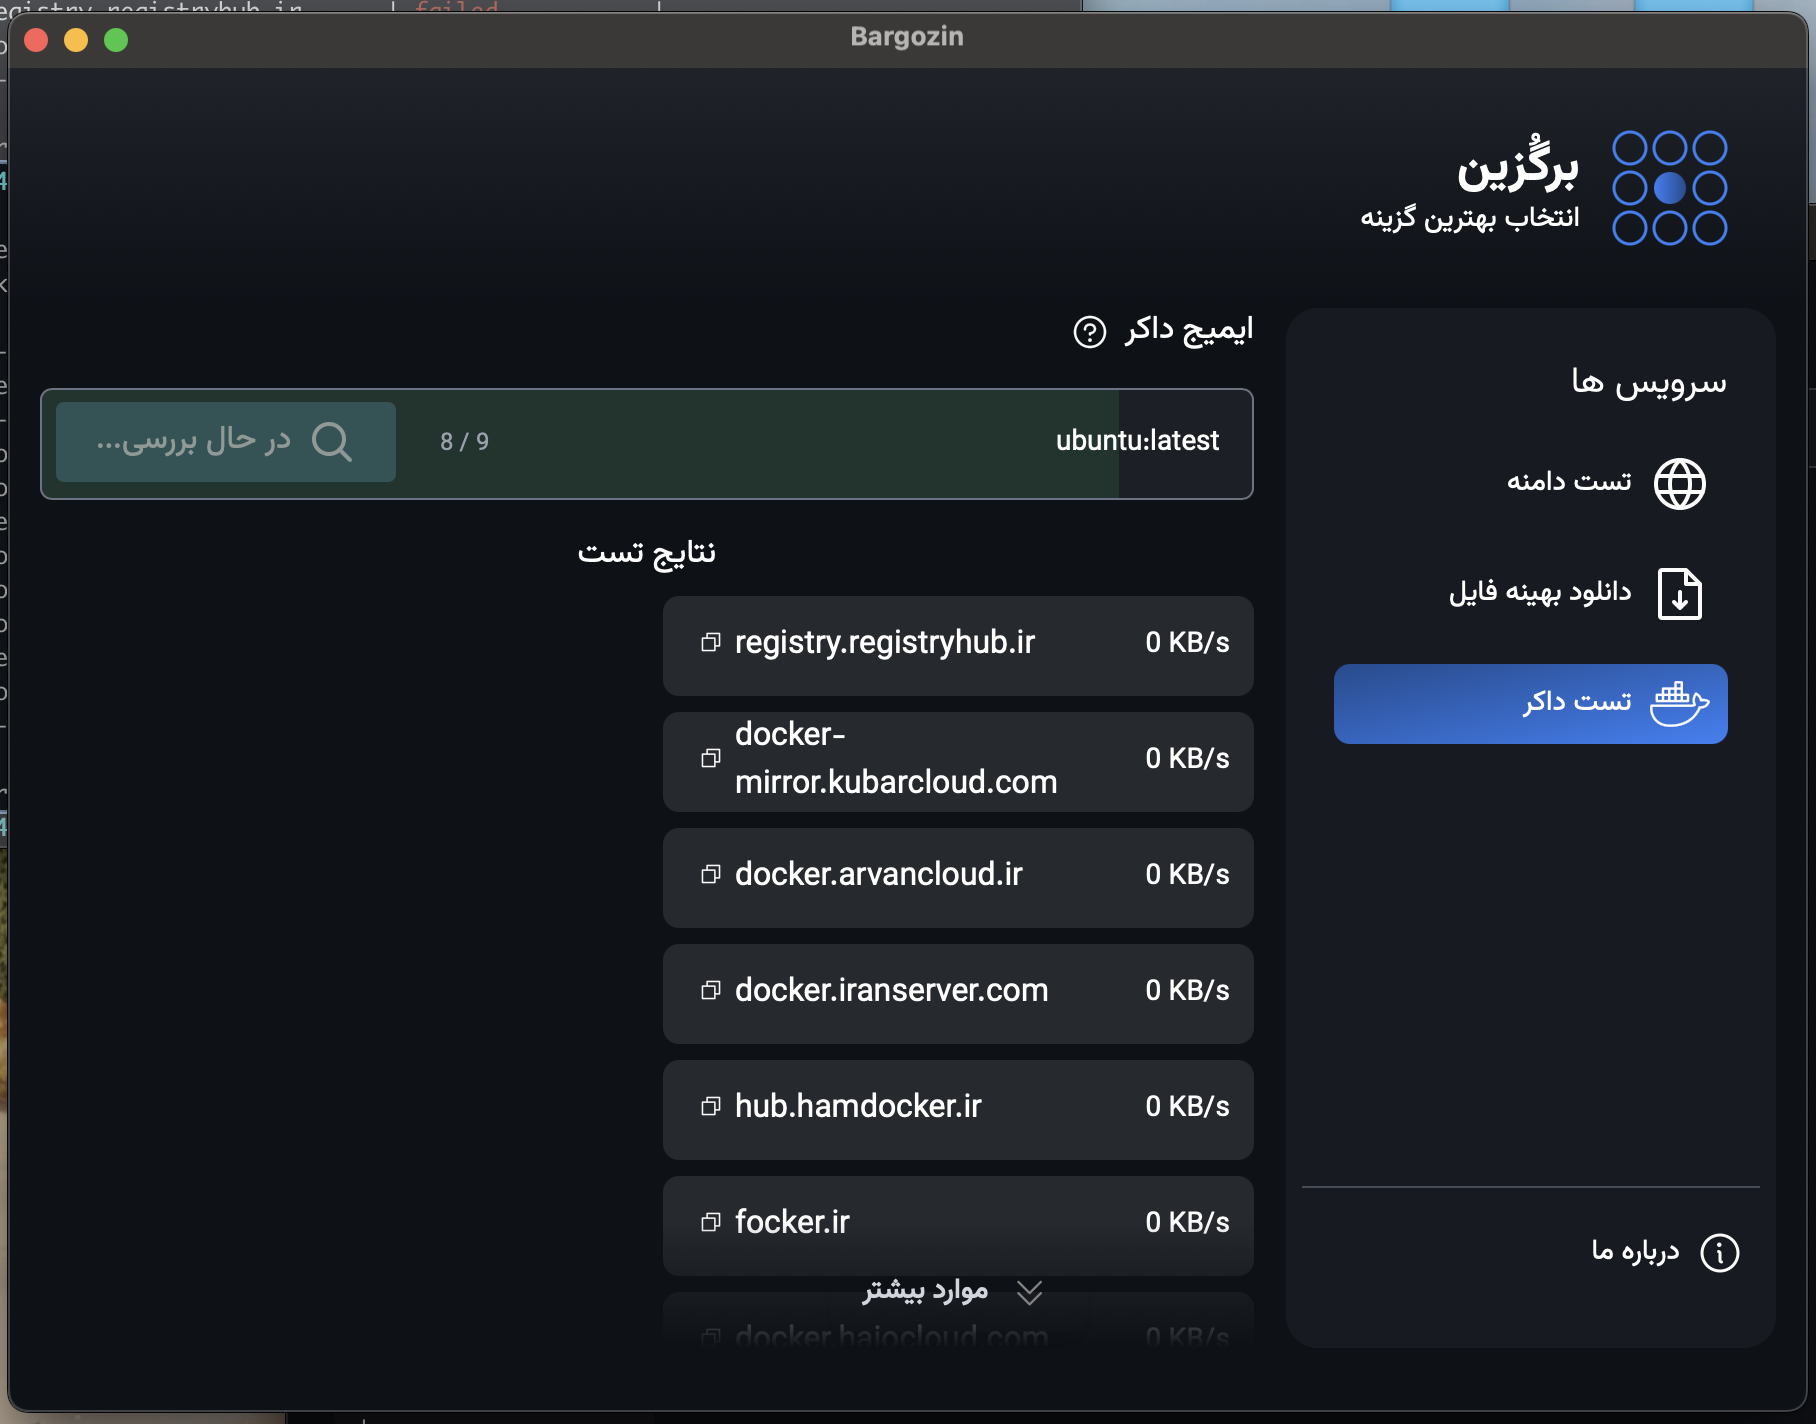 egistry.registryhub.ir | failed |
Bargozin
برگُزین
انتخاب بهترین گزینه
سرویس ها
تست دامنه
دانلود بهینه فایل
تست داکر
درباره ما
ایمیج داکر
ubuntu:latest
8 / 9
در حال بررسی...
نتایج تست
registry.registryhub.ir 0 KB/s
docker-
mirror.kubarcloud.com 0 KB/s
docker.arvancloud.ir 0 KB/s
docker.iranserver.com 0 KB/s
hub.hamdocker.ir 0 KB/s
focker.ir 0 KB/s
موارد بیشتر
docker.haiocloud.com 0 KB/s